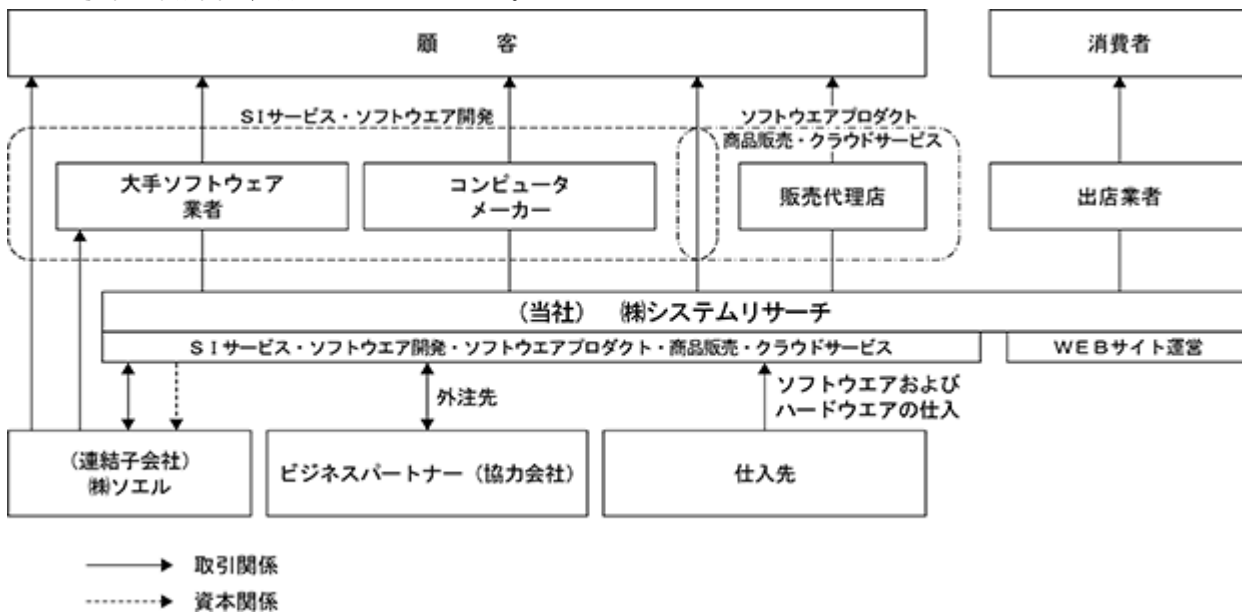 顧 客
消費者
SIサービス・ソフトウエア開発
ソフトウエアプロダクト
商品販売・クラウドサービス
大手ソフトウェア
業者
コンピュータ
メーカー
販売代理店
出店業者
(当社) ㈱システムリサーチ
SIサービス・ソフトウエア開発・ソフトウエアプロダクト・商品販売・クラウドサービス
WEBサイト運営
外注先
ソフトウエアおよび
ハードウエアの仕入
(連結子会社)
㈱ソエル
ビジネスパートナー(協力会社)
仕入先
取引関係
資本関係